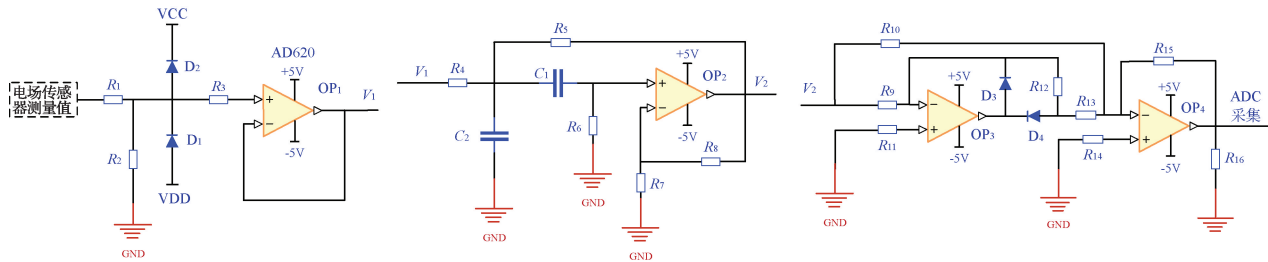 电场传感
器测量值
R1
R2
VCC
D2
D1
VDD
R3
AD620
+5V
OP1
-5V
V1
GND
V1
R4
R5
C1
C2
R6
+5V
OP2
-5V
V2
R8
R7
GND
GND
GND
V2
R10
R9
R11
+5V
OP3
-5V
D3
R12
D4
R13
R14
R15
+5V
OP4
-5V
ADC
采集
R16
GND
GND
GND